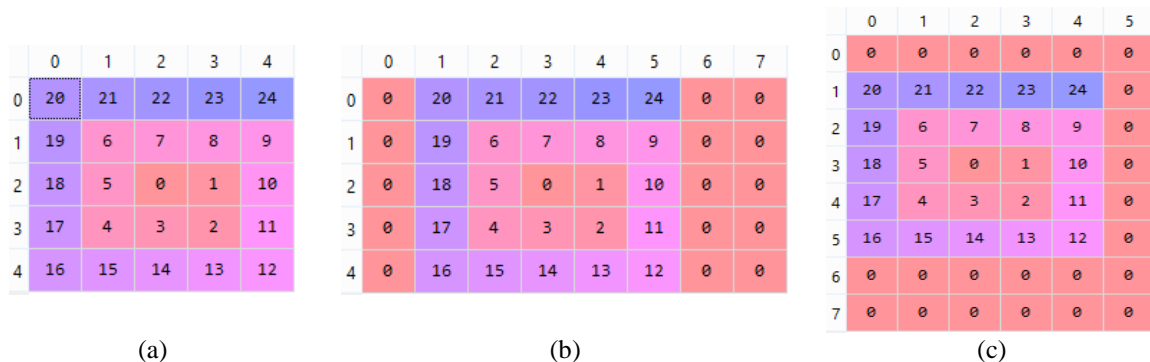 0 1 2 3 4
0 20 21 22 23 24
1 19 6 7 8 9
2 18 5 0 1 10
3 17 4 3 2 11
4 16 15 14 13 12
(a)
0 1 2 3 4 5 6 7
0 0 20 21 22 23 24 0 0
1 0 19 6 7 8 9 0 0
2 0 18 5 0 1 10 0 0
3 0 17 4 3 2 11 0 0
4 0 16 15 14 13 12 0 0
(b)
0 1 2 3 4 5
0 0 0 0 0 0 0
1 20 21 22 23 24 0
2 19 6 7 8 9 0
3 18 5 0 1 10 0
4 17 4 3 2 11 0
5 16 15 14 13 12 0
6 0 0 0 0 0 0
7 0 0 0 0 0 0
(c)